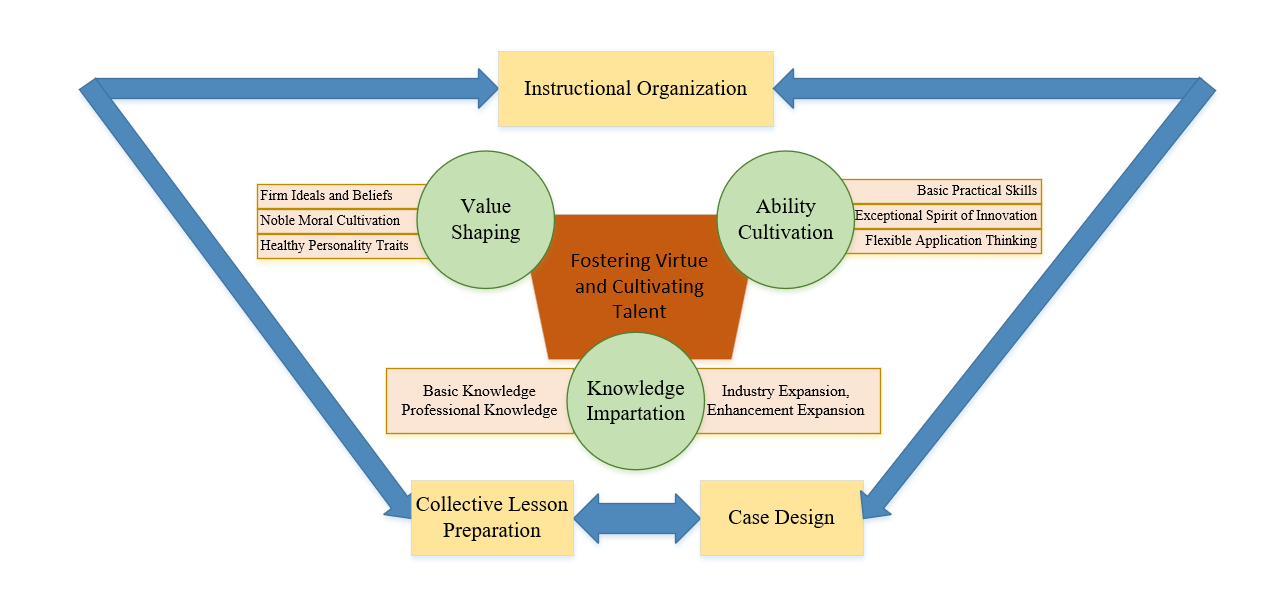 Instructional Organization
Value
Shaping
Firm Ideals and Beliefs
Noble Moral Cultivation
Healthy Personality Traits
Ability
Cultivation
Basic Practical Skills
Exceptional Spirit of Innovation
Flexible Application Thinking
Fostering Virtue
and Cultivating
Talent
Basic Knowledge
Professional Knowledge
Knowledge
Impartation
Industry Expansion,
Enhancement Expansion
Collective Lesson
Preparation
Case Design